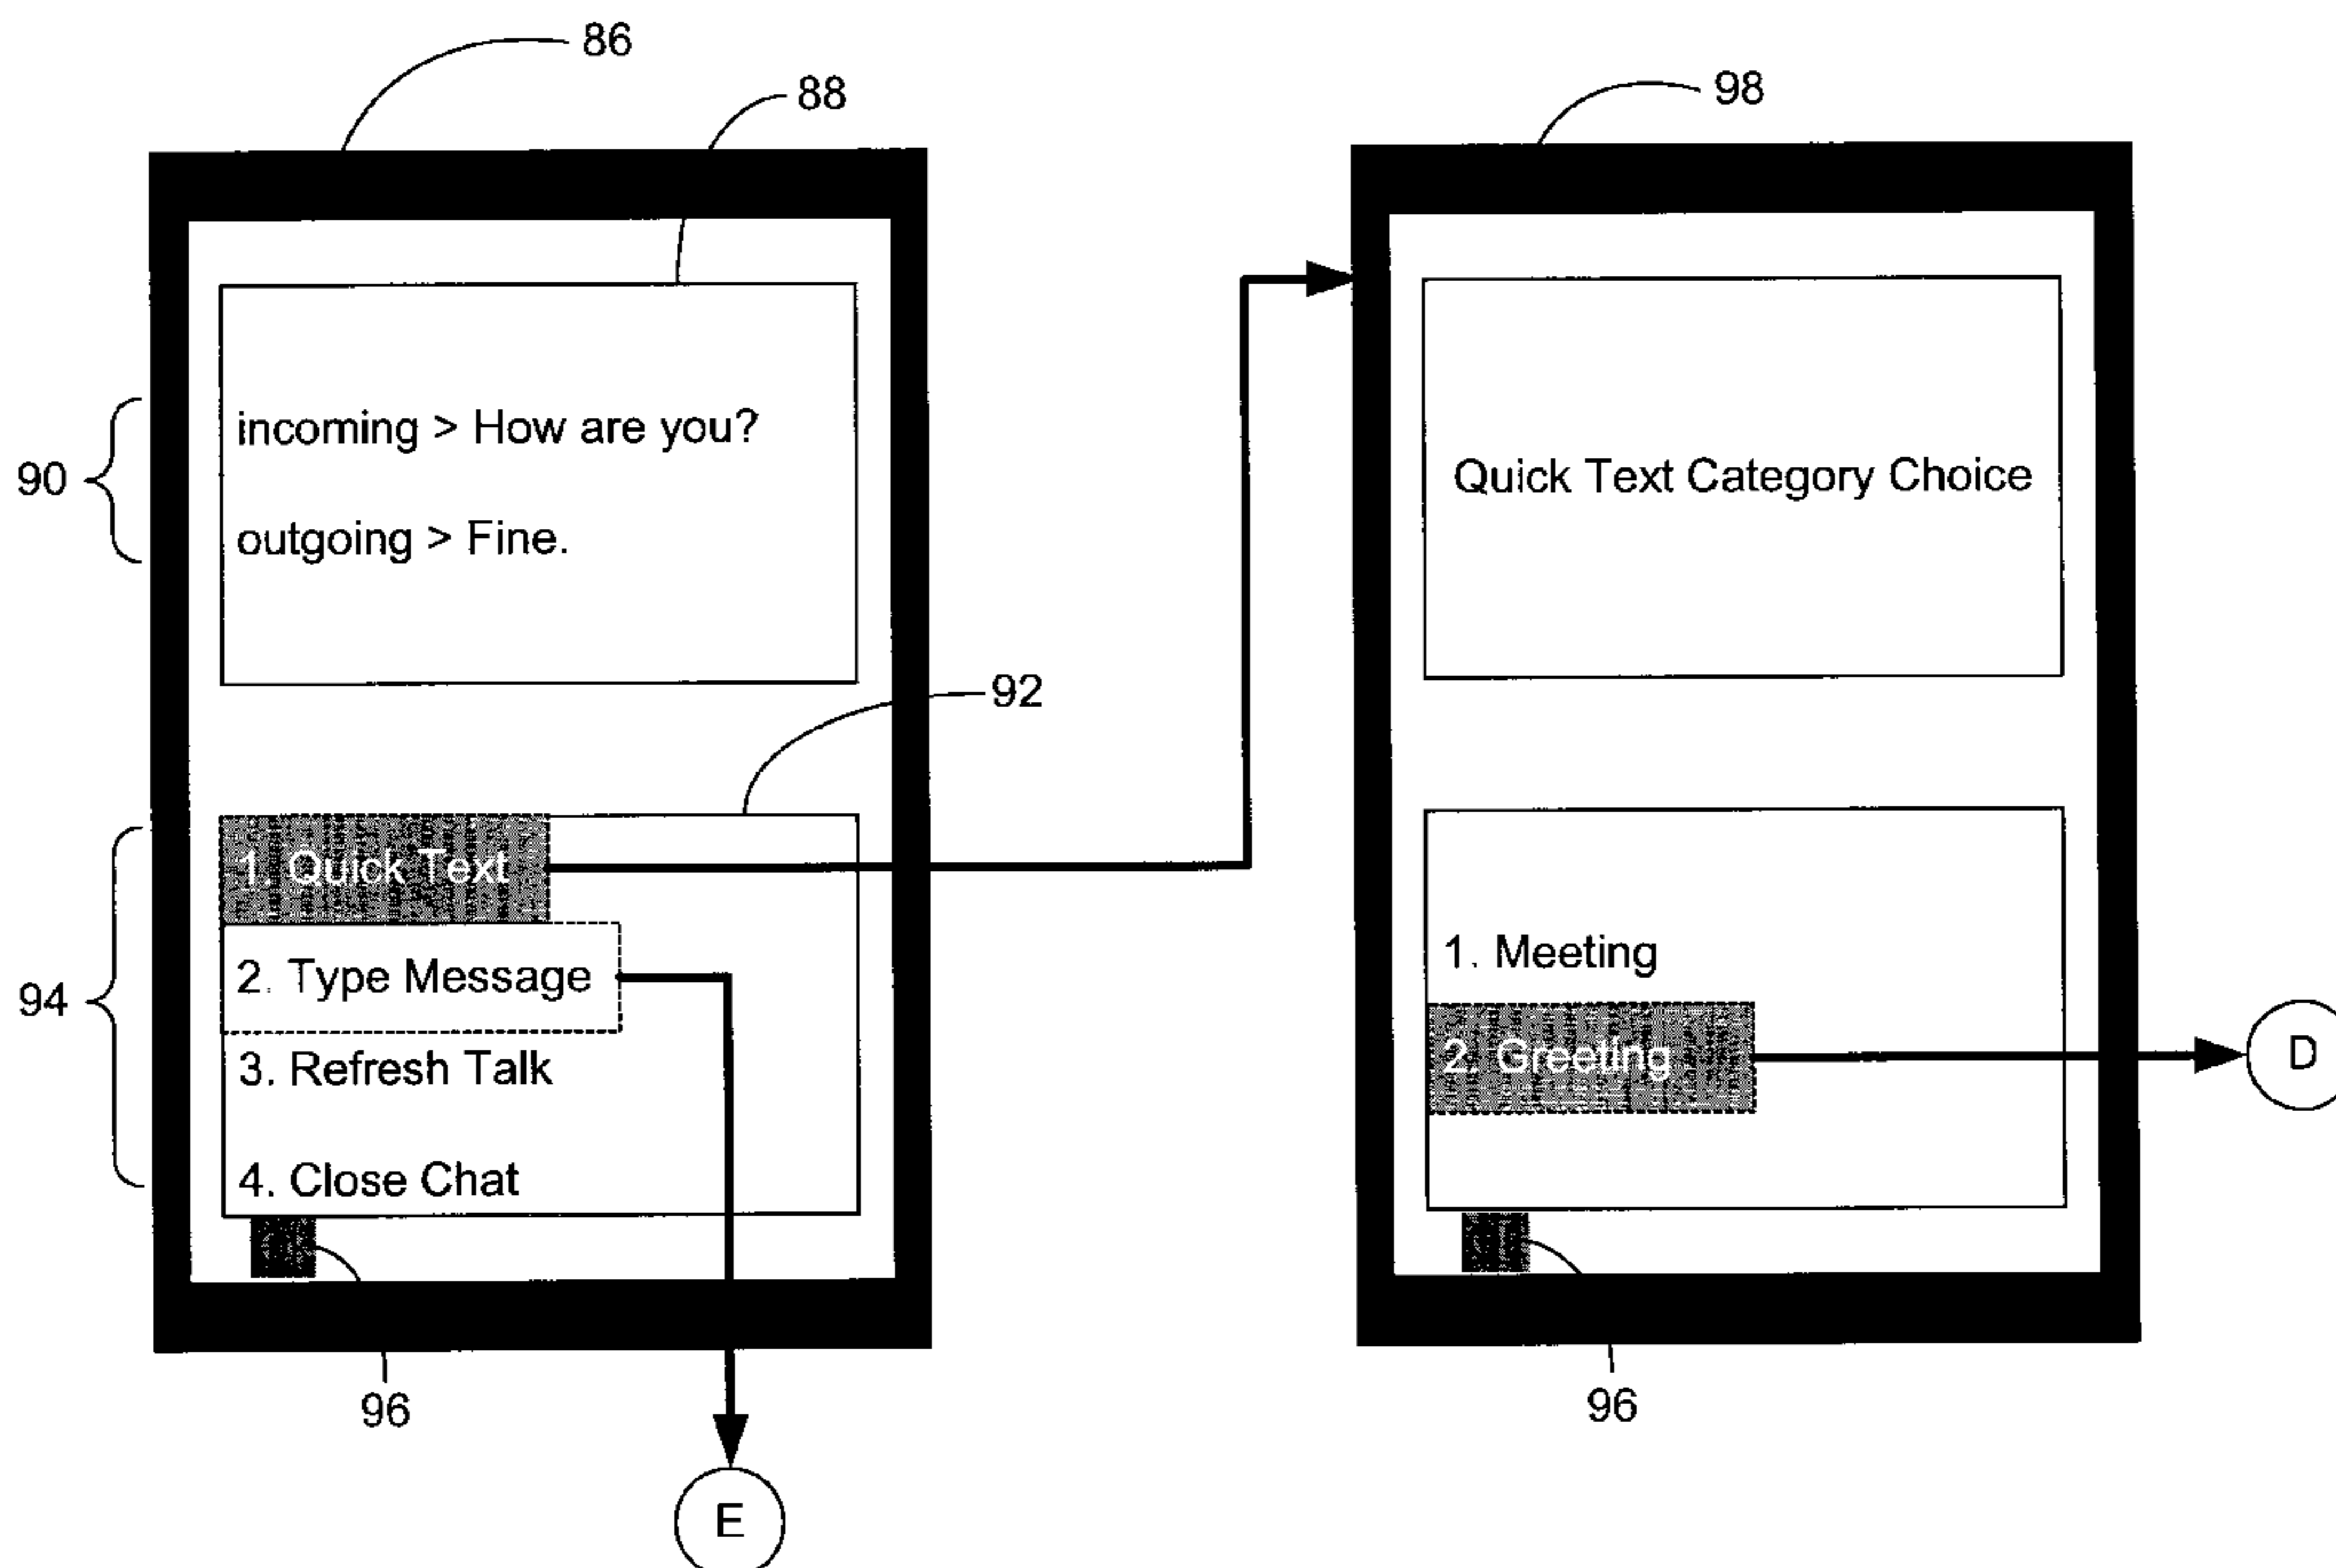 86
88
incoming > How are you?
90
outgoing > Fine.
92
1. Quick Text
2. Type Message
94
3. Refresh Talk
4. Close Chat
96
E
98
Quick Text Category Choice
1. Meeting
2. Greeting
D
96